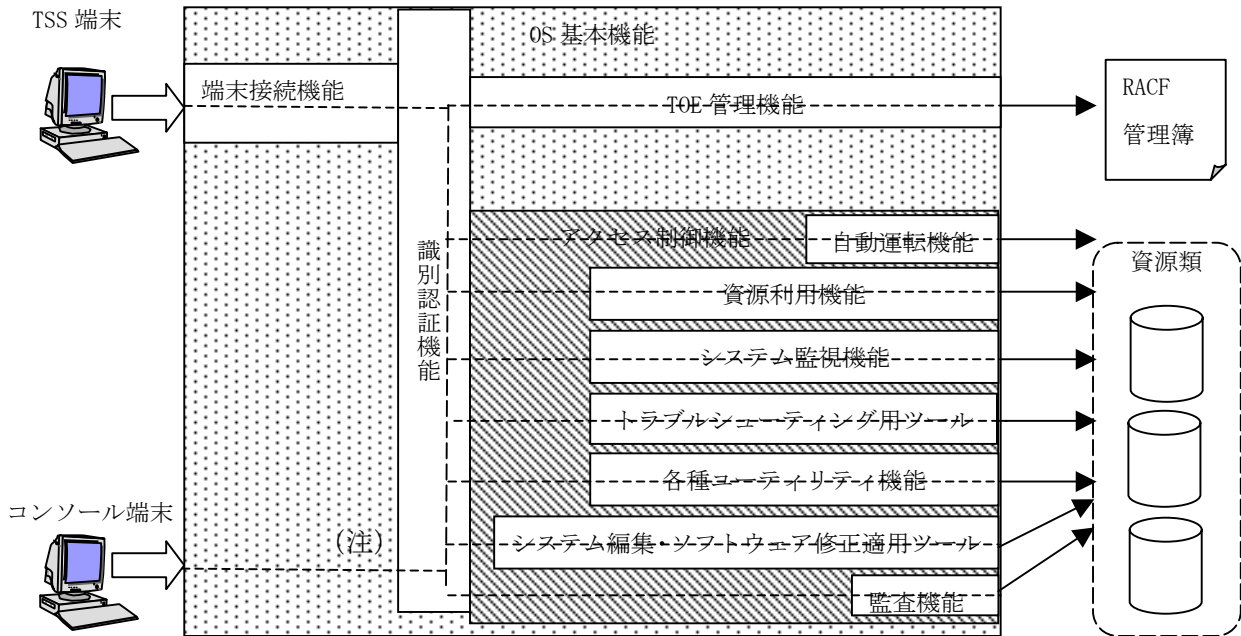 TSS 端末
OS 基本機能
端末接続機能
TOE 管理機能
RACF
管理簿
識別認証機能
アクセス制御機能
自動運転機能
資源類
資源利用機能
システム監視機能
トラブルシューティング用ツール
各種ユーティリティ機能
コンソール端末
(注)
システム編集・ソフトウェア修正適用ツール
監査機能